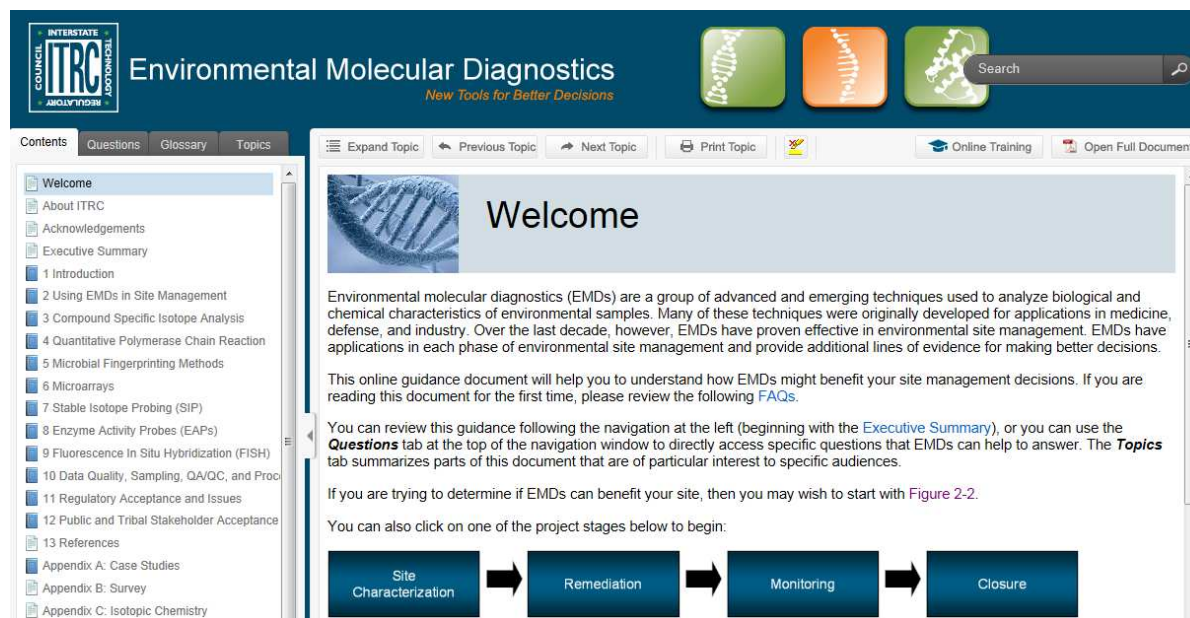 INTERSTATE
COUNCIL
ITRC
TECHNOLOGY
REGULATORY
Environmental Molecular Diagnostics
New Tools for Better Decisions
Search
Contents
Questions
Glossary
Topics
Expand Topic
Previous Topic
Next Topic
Print Topic
Online Training
Open Full Documen
Welcome
About ITRC
Acknowledgements
Executive Summary
1 Introduction
2 Using EMDs in Site Management
3 Compound Specific Isotope Analysis
4 Quantitative Polymerase Chain Reaction
5 Microbial Fingerprinting Methods
6 Microarrays
7 Stable Isotope Probing (SIP)
8 Enzyme Activity Probes (EAPs)
9 Fluorescence In Situ Hybridization (FISH)
10 Data Quality, Sampling, QA/QC, and Proc
11 Regulatory Acceptance and Issues
12 Public and Tribal Stakeholder Acceptance
13 References
Appendix A: Case Studies
Appendix B: Survey
Appendix C: Isotopic Chemistry
Welcome
Environmental molecular diagnostics (EMDs) are a group of advanced and emerging techniques used to analyze biological and
chemical characteristics of environmental samples. Many of these techniques were originally developed for applications in medicine,
defense, and industry. Over the last decade, however, EMDs have proven effective in environmental site management. EMDs have
applications in each phase of environmental site management and provide additional lines of evidence for making better decisions.
This online guidance document will help you to understand how EMDs might benefit your site management decisions. If you are
reading this document for the first time, please review the following FAQs.
You can review this guidance following the navigation at the left (beginning with the Executive Summary), or you can use the
Questions tab at the top of the navigation window to directly access specific questions that EMDs can help to answer. The Topics
tab summarizes parts of this document that are of particular interest to specific audiences.
If you are trying to determine if EMDs can benefit your site, then you may wish to start with Figure 2-2.
You can also click on one of the project stages below to begin:
Site
Characterization
Remediation
Monitoring
Closure